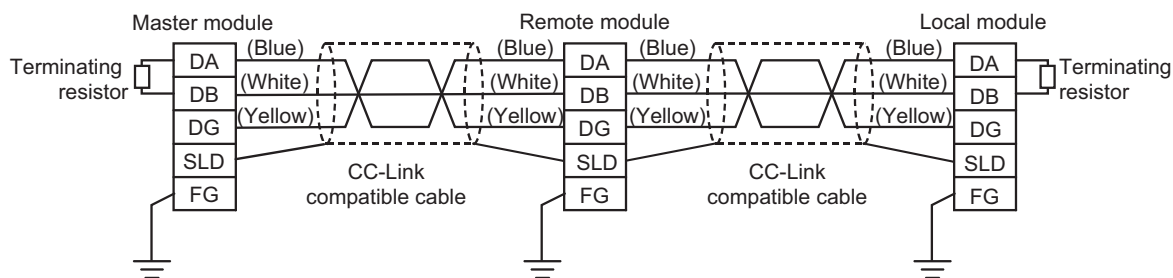 Master module
Remote module
Local module
Terminating
resistor
DA
DB
DG
SLD
FG
(Blue)
(White)
(Yellow)
CC-Link
compatible cable
(Blue)
(White)
(Yellow)
DA
DB
DG
SLD
FG
(Blue)
(White)
(Yellow)
CC-Link
compatible cable
(Blue)
(White)
(Yellow)
DA
DB
DG
SLD
FG
Terminating
resistor